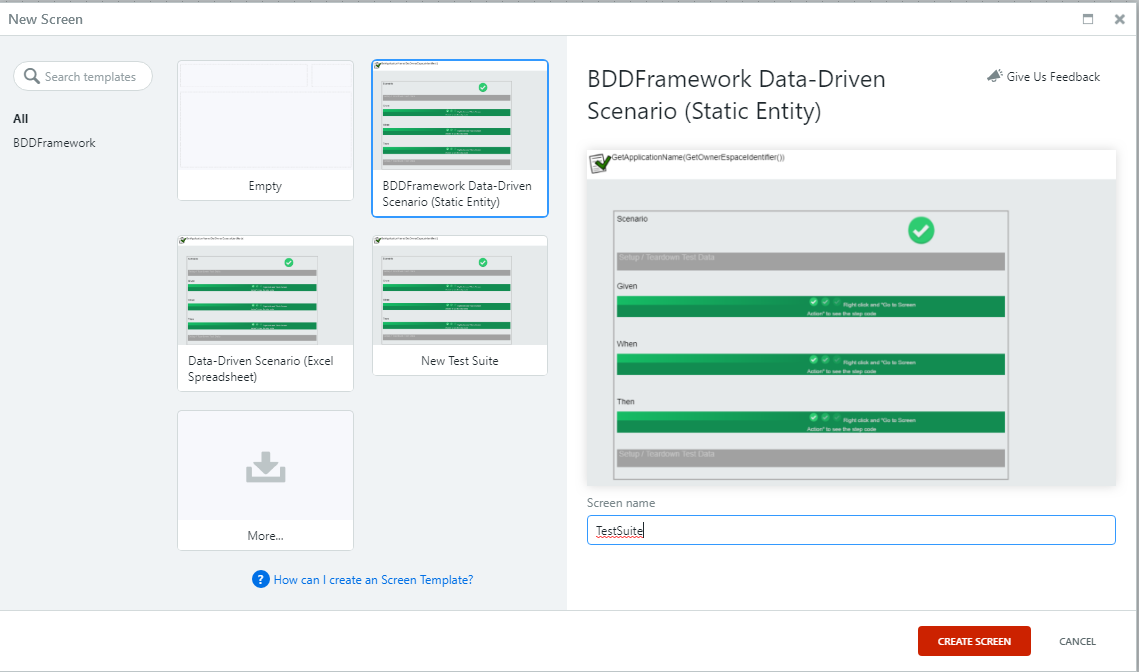 New Screen
Search templates
All
BDDFramework
Empty
BDDFramework Data-Driven
Scenario (Static Entity)
Data-Driven Scenario (Excel
Spreadsheet)
New Test Suite
More...
? How can I create an Screen Template?
BDDFramework Data-Driven
Scenario (Static Entity)
Give Us Feedback
GetApplicationName(GetOwnerEspaceIdentifier())
Scenario
Setup / Teardown Test Data
Given
Right click and "Go to Screen
Action" to see the step code
When
Right click and "Go to Screen
Action" to see the step code
Then
Right click and "Go to Screen
Action" to see the step code
Setup / Teardown Test Data
Screen name
TestSuite
CREATE SCREEN
CANCEL